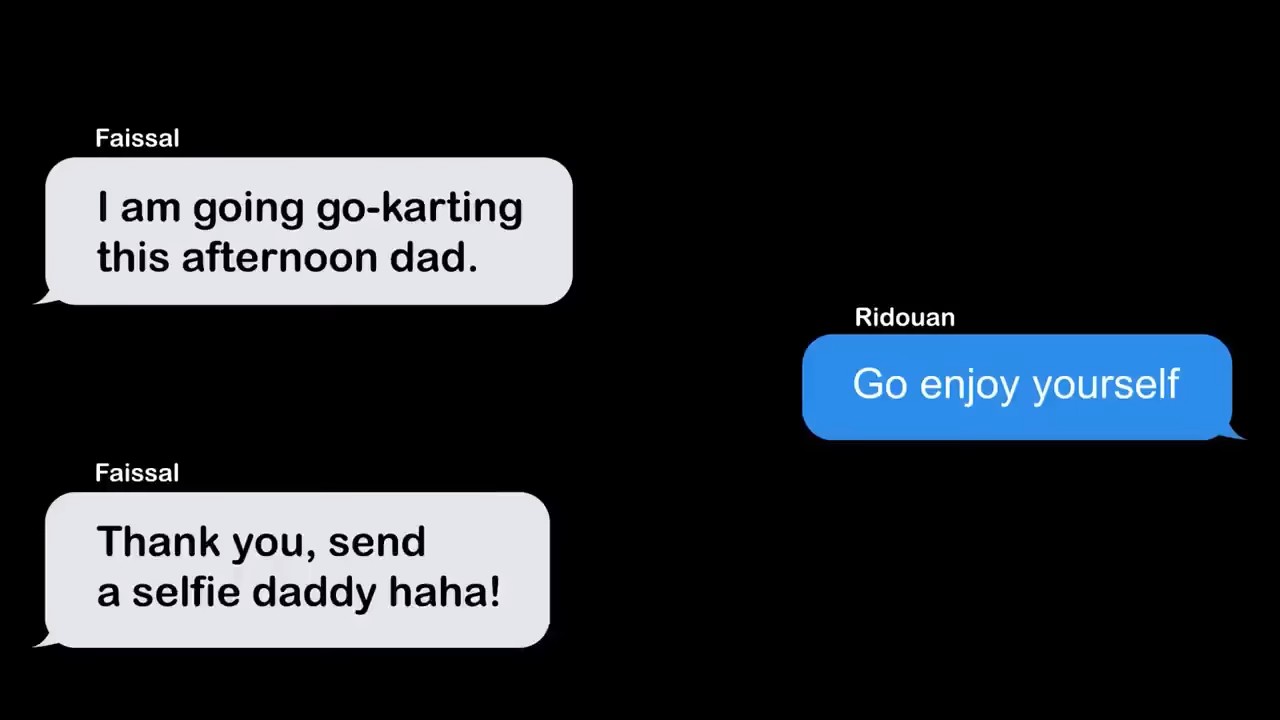 Faissal
I am going go-karting
this afternoon dad.
Ridouan
Go enjoy yourself
Faissal
Thank you, send
a selfie daddy haha!